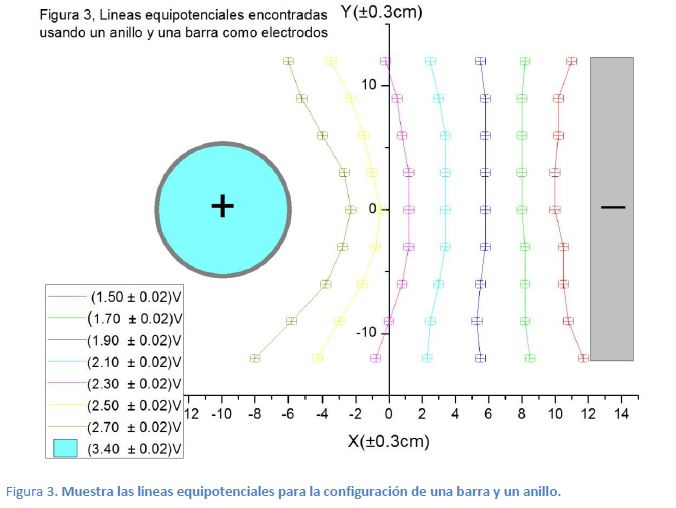 Figura 3, Lineas equipotenciales encontradas
usando un anillo y una barra como electrodos
Y(±0.3cm)
10
0
-10
+
−
(1.50 ± 0.02)V
(1.70 ± 0.02)V
(1.90 ± 0.02)V
(2.10 ± 0.02)V
(2.30 ± 0.02)V
(2.50 ± 0.02)V
(2.70 ± 0.02)V
(3.40 ± 0.02)V
12 -10 -8 -6 -4 -2 0 2 4 6 8 10 12 14
X(±0.3cm)
Figura 3. Muestra las líneas equipotenciales para la configuración de una barra y un anillo.